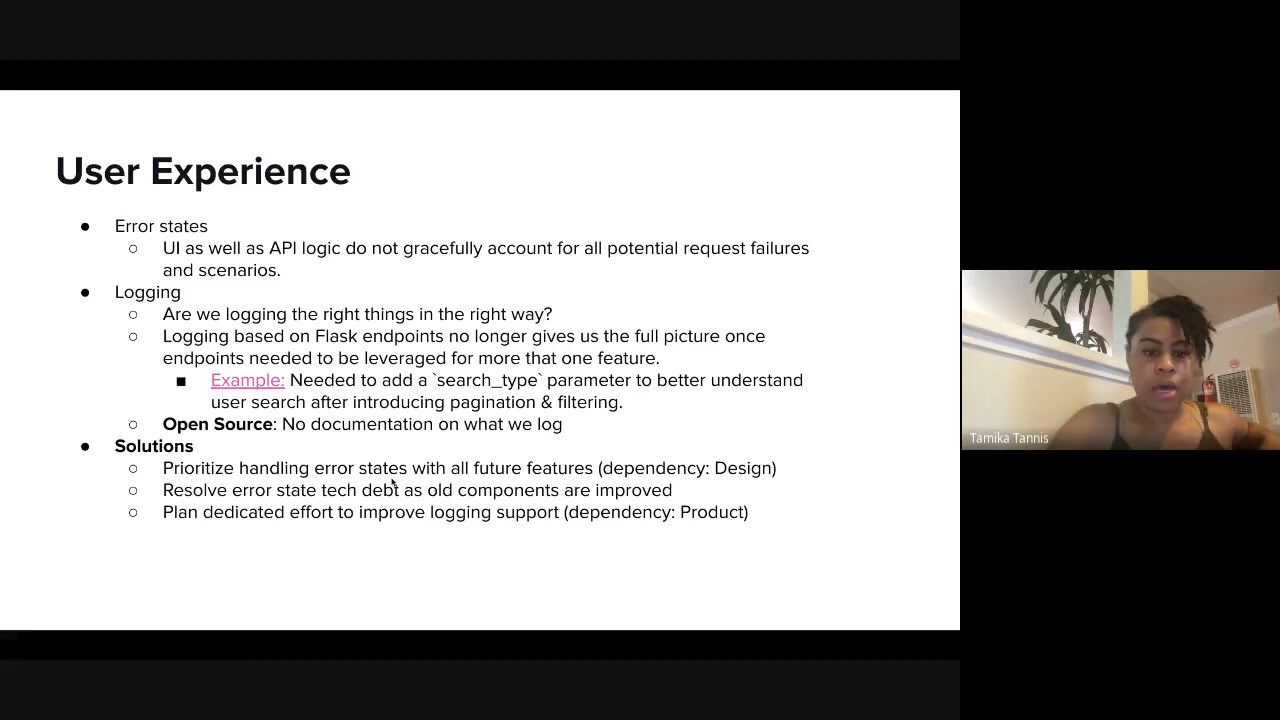 User Experience
● Error states
○ UI as well as API logic do not gracefully account for all potential request failures
and scenarios.
● Logging
○ Are we logging the right things in the right way?
○ Logging based on Flask endpoints no longer gives us the full picture once
endpoints needed to be leveraged for more that one feature.
■ Example: Needed to add a `search_type` parameter to better understand
user search after introducing pagination & filtering.
○ Open Source: No documentation on what we log
● Solutions
○ Prioritize handling error states with all future features (dependency: Design)
○ Resolve error state tech debt as old components are improved
○ Plan dedicated effort to improve logging support (dependency: Product)
Tamika Tannis